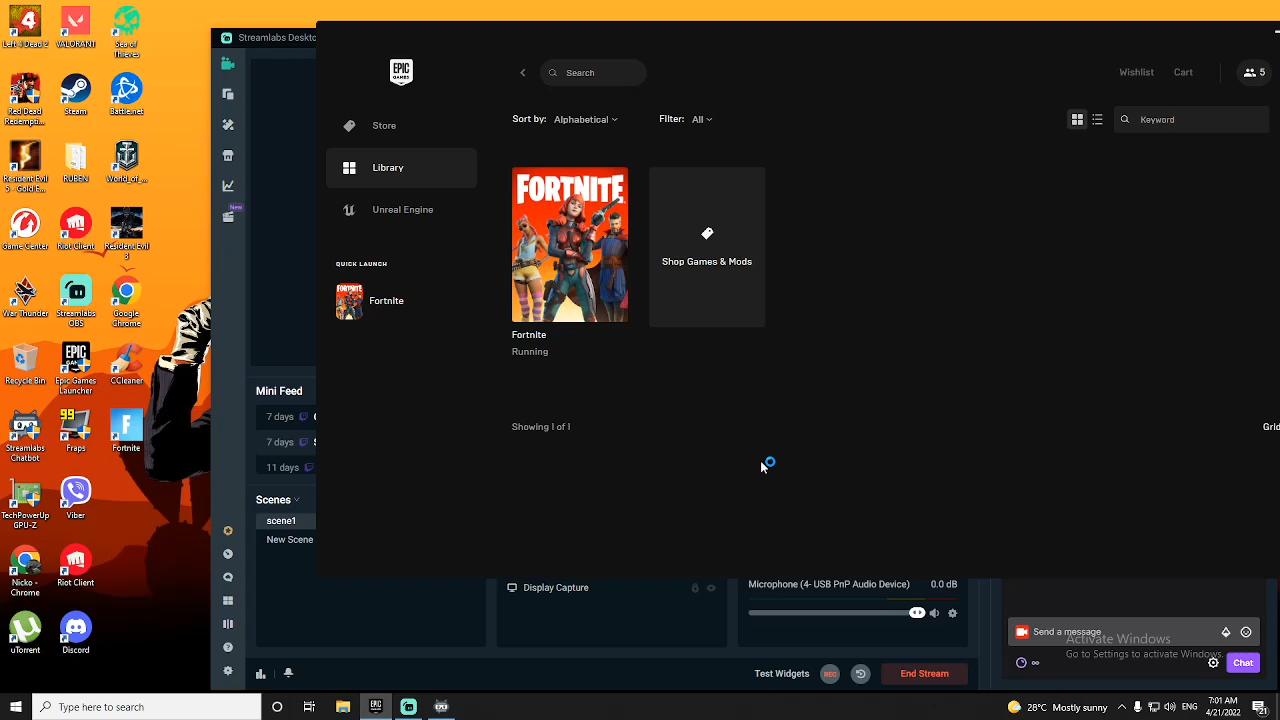 Left 4 Dead 2
VALORANT
Sea of
Thieves
Red Dead
Redempti...
Steam
Battle.net
Resident Evil
5 - Gold E...
RUBEN
World_of_...
Game Center
Riot Client
Resident Evil
8
War Thunder
Streamlabs
OBS
Google
Chrome
Recycle Bin
EPIC
GAMES
Epic Games
Launcher
CCleaner
Streamlabs
Chatbot
99
Fraps
Fortnite
TechPowerUp
GPU-Z
Viber
Nicko -
Chrome
Riot Client
uTorrent
Discord
Streamlabs Deskto
New
Mini Feed
7 days
7 days
11 days
Scenes
scene1
New Scene
EPIC
GAMES
Search
Wishlist
Cart
5
Store
Library
Unreal Engine
QUICK LAUNCH
Fortnite
Sort by: Alphabetical
Filter: All
Keyword
FORTNITE
Shop Games & Mods
Fortnite
Running
Showing 1 of 1
Grid
Display Capture
Microphone (4- USB PnP Audio Device)
0.0 dB
Send a message
Activate Windows
Go to Settings to activate Windows.
∞
Chat
Test Widgets
REC
End Stream
Type here to search
EPIC
28°C Mostly sunny
7:01 AM
4/21/2022
21